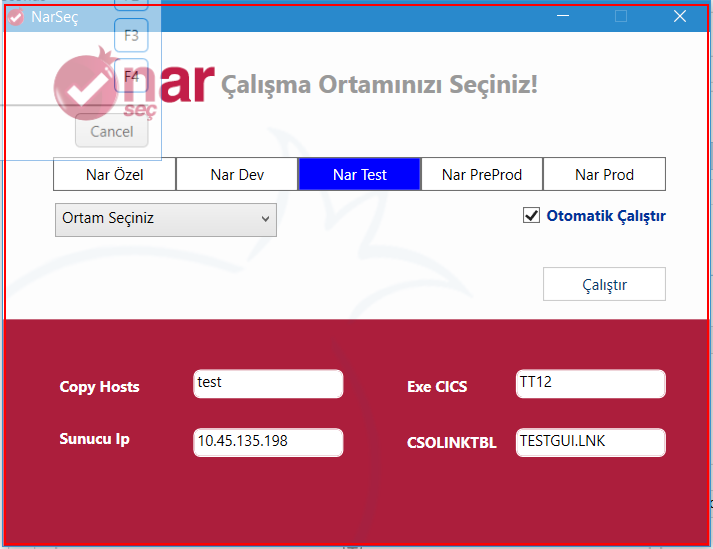 NarSeç
F3
F4
nar
seç
Çalışma Ortamınızı Seçiniz!
Cancel
Nar Özel Nar Dev Nar Test Nar PreProd Nar Prod
Ortam Seçiniz
Otomatik Çalıştır
Çalıştır
Copy Hosts test Exe CICS TT12
Sunucu Ip 10.45.135.198 CSOLINKTBL TESTGUI.LNK